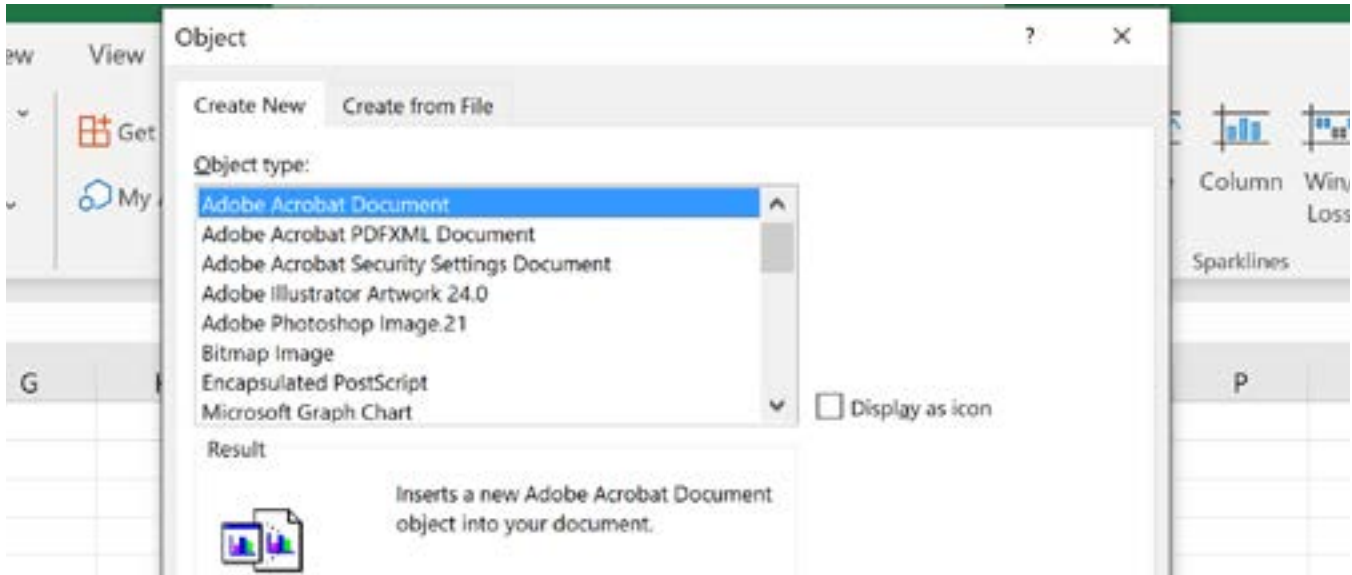 Object ? ×
ew View
Create New Create from File
Get
My
Object type:
Adobe Acrobat Document
Adobe Acrobat PDFXML Document
Adobe Acrobat Security Settings Document
Adobe Illustrator Artwork 24.0
Adobe Photoshop Image.21
Bitmap Image
Encapsulated PostScript
Microsoft Graph Chart
Display as icon
Column Win/
Loss
Sparklines
G P
Result
Inserts a new Adobe Acrobat Document
object into your document.